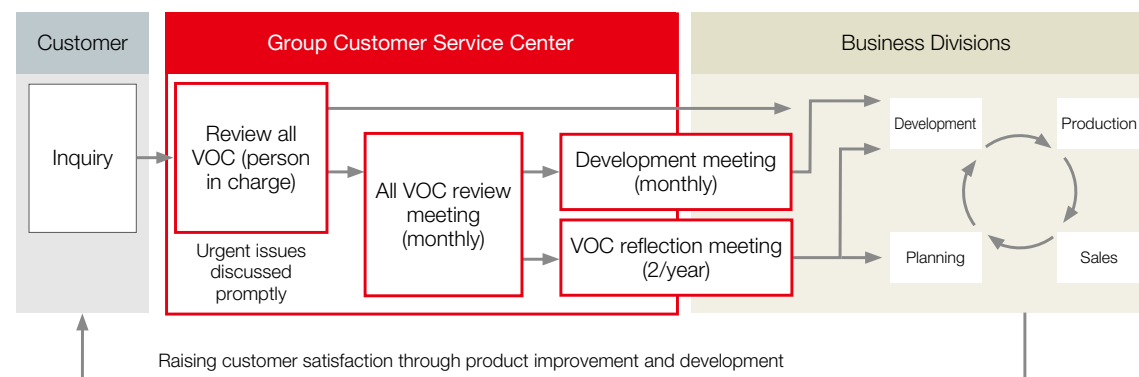 Customer
Group Customer Service Center
Business Divisions
Inquiry
Review all
VOC (person
in charge)
Urgent issues
discussed
promptly
All VOC review
meeting
(monthly)
Development meeting
(monthly)
VOC reflection meeting
(2/year)
Development
Production
Planning
Sales
Raising customer satisfaction through product improvement and development